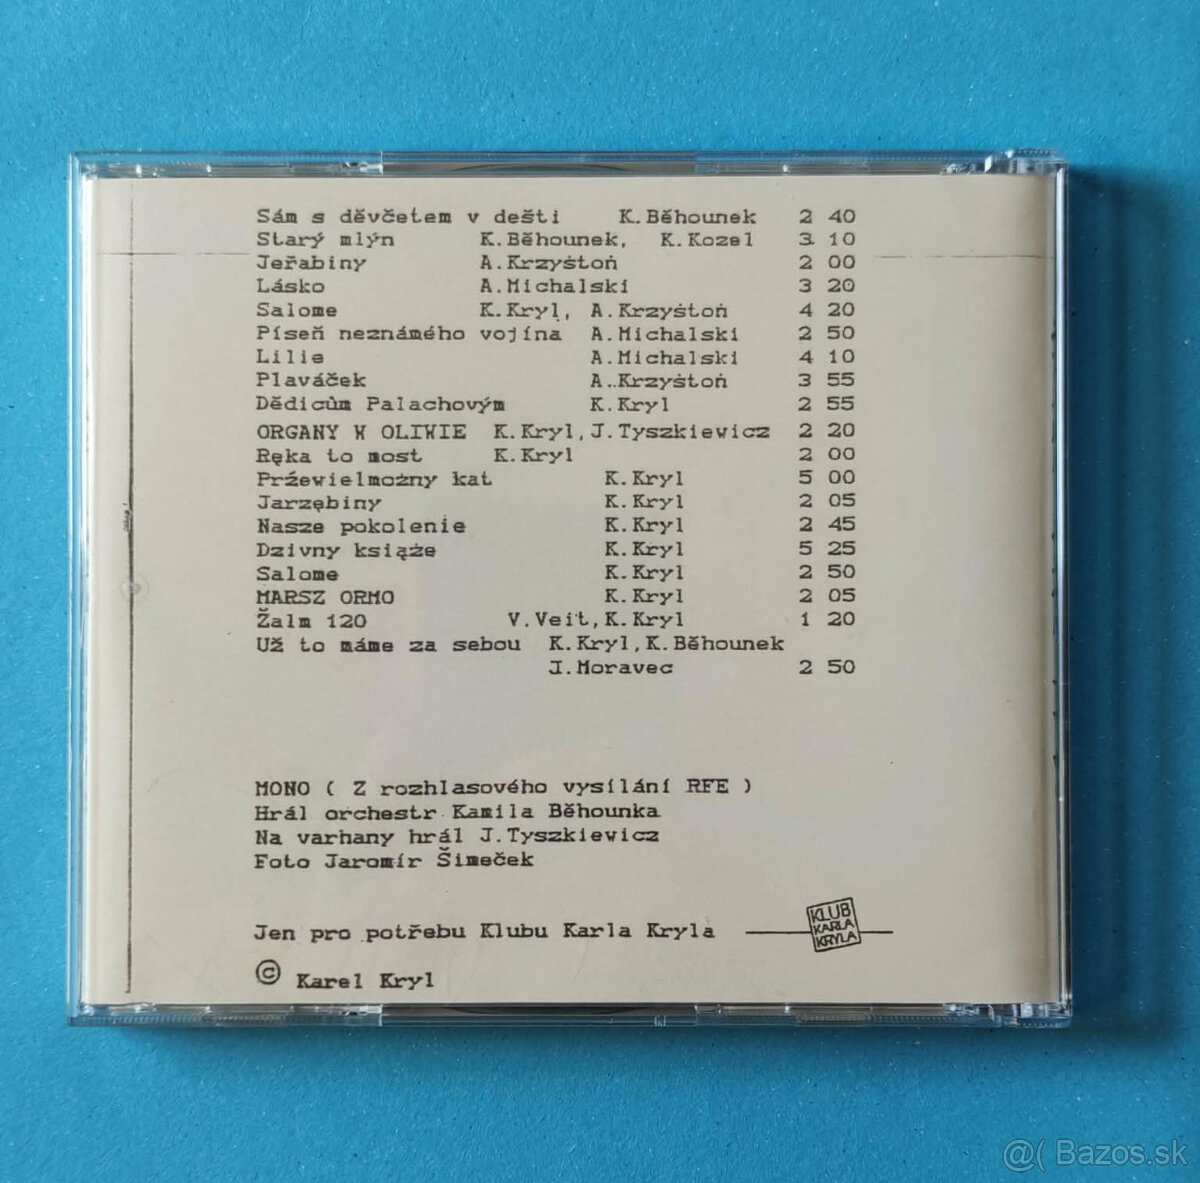 Sám s děvčetem v dešti K.Běhounek 2 40
Starý mlýn K.Běhounek, K.Kozel 3 10
Jeřabiny A.Krzyśtoń 2 00
Lásko A.Michalski 3 20
Salome K.Kryl, A.Krzyśtoń 4 20
Píseň neznámého vojína A.Michalski 2 50
Lilie A.Michalski 4 10
Plaváček A.Krzyśtoń 3 55
Dědicům Palachovým K.Kryl 2 55
ORGANY W OLIWIE K.Kryl,J.Tyszkiewicz 2 20
Ręka to most K.Kryl 2 00
Prźewielmożny kat K.Kryl 5 00
Jarzębiny K.Kryl 2 05
Nasze pokolenie K.Kryl 2 45
Dzivny książe K.Kryl 5 25
Salome K.Kryl 2 50
MARSZ ORMO K.Kryl 2 05
Žalm 120 V.Veit,K.Kryl 1 20
Už to máme za sebou K.Kryl,K.Běhounek
J.Moravec 2 50
MONO ( Z rozhlasového vysílání RFE )
Hrál orchestr Kamila Běhounka
Na varhany hrál J.Tyszkiewicz
Foto Jaromír Šimeček
Jen pro potřebu Klubu Karla Kryla
KLUB
KARLA
KRYLA
© Karel Kryl
@( Bazos.sk